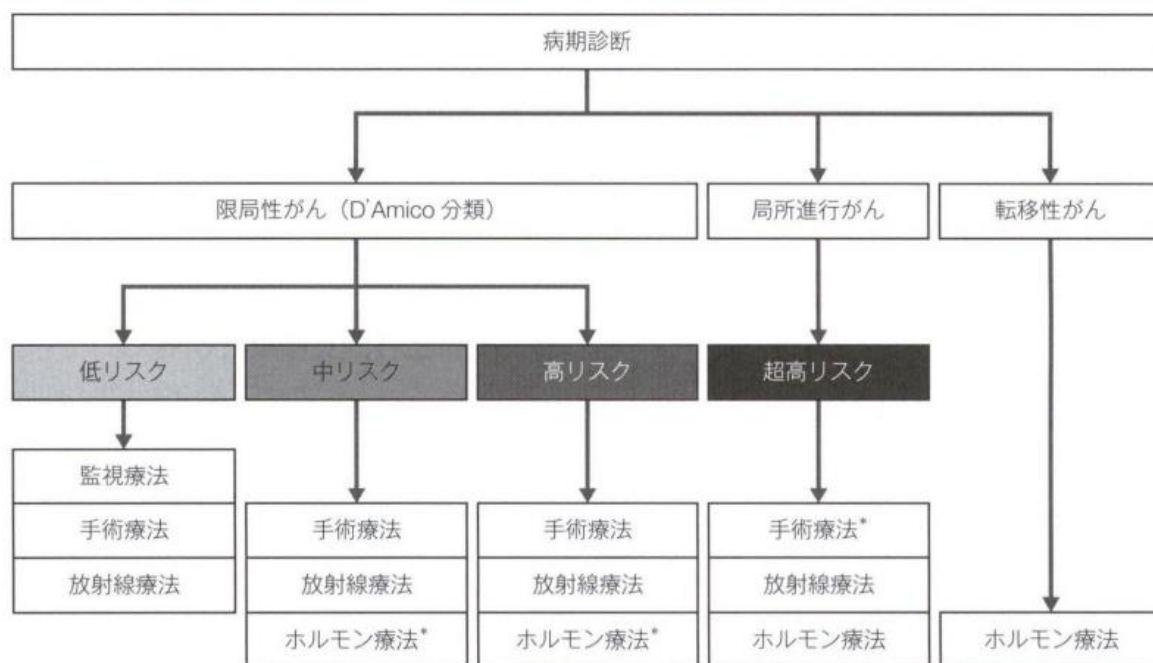 病期診断
限局性がん（D'Amico 分類）
局所進行がん
転移性がん
低リスク
中リスク
高リスク
超高リスク
監視療法
手術療法
放射線療法
手術療法
放射線療法
ホルモン療法*
手術療法
放射線療法
ホルモン療法*
手術療法*
放射線療法
ホルモン療法
ホルモン療法